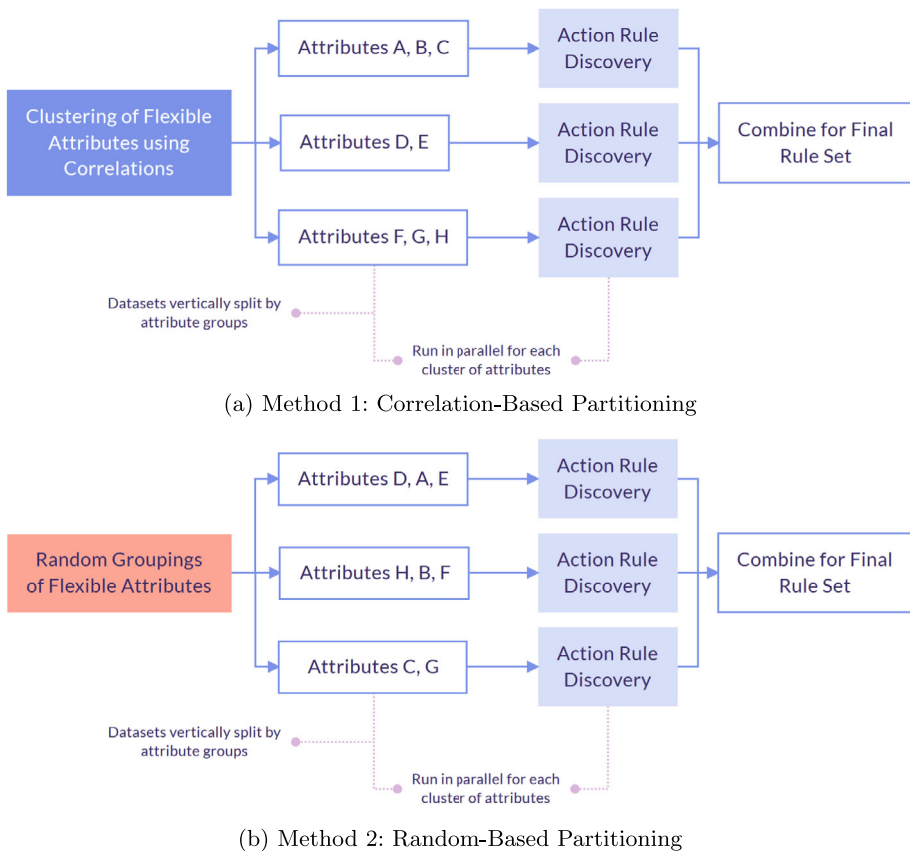 Attributes A, B, C
Action Rule
Discovery
Clustering of Flexible
Attributes using
Correlations
Attributes D, E
Action Rule
Discovery
Combine for Final
Rule Set
Attributes F, G, H
Action Rule
Discovery
Datasets vertically split by
attribute groups
Run in parallel for each
cluster of attributes
(a) Method 1: Correlation-Based Partitioning
Attributes D, A, E
Action Rule
Discovery
Random Groupings
of Flexible Attributes
Attributes H, B, F
Action Rule
Discovery
Combine for Final
Rule Set
Attributes C, G
Action Rule
Discovery
Datasets vertically split by
attribute groups
Run in parallel for each
cluster of attributes
(b) Method 2: Random-Based Partitioning